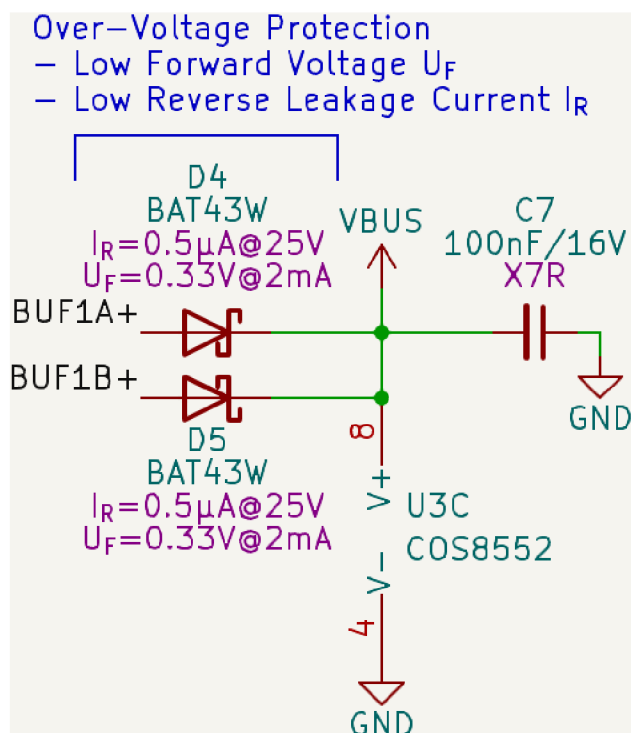 Over-Voltage Protection
- Low Forward Voltage UF
- Low Reverse Leakage Current IR
D4
BAT43W
IR=0.5µA@25V
UF=0.33V@2mA
VBUS
C7
100nF/16V
X7R
BUF1A+
BUF1B+
GND
D5
BAT43W
IR=0.5µA@25V
UF=0.33V@2mA
8
V+
U3C
COS8552
V-
4
GND